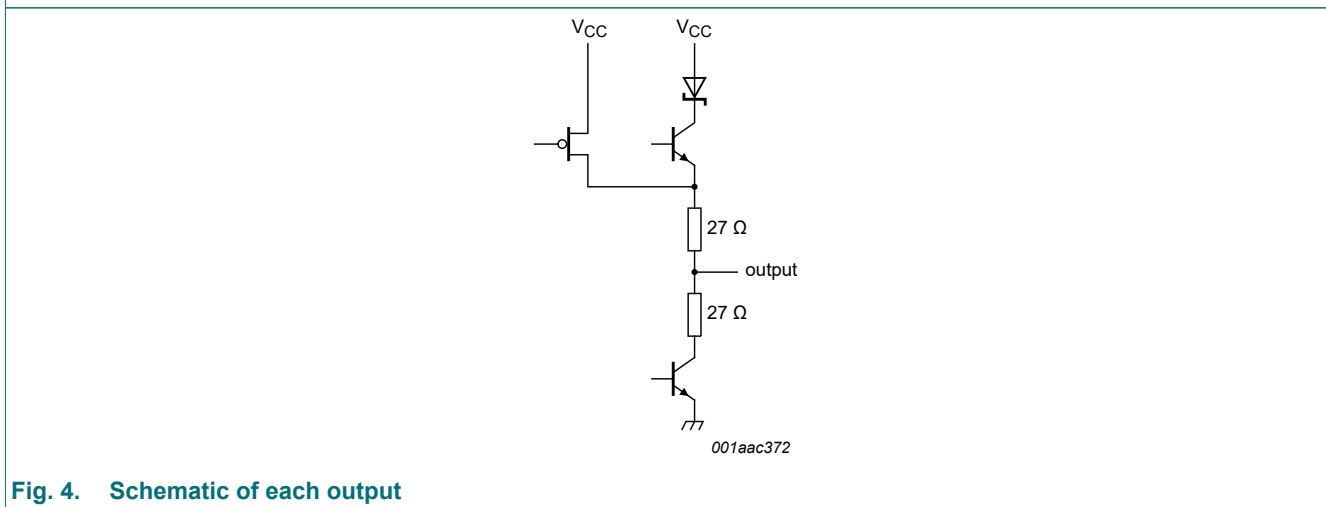 VCC VCC
27 Ω
output
27 Ω
001aac372
Fig. 4. Schematic of each output